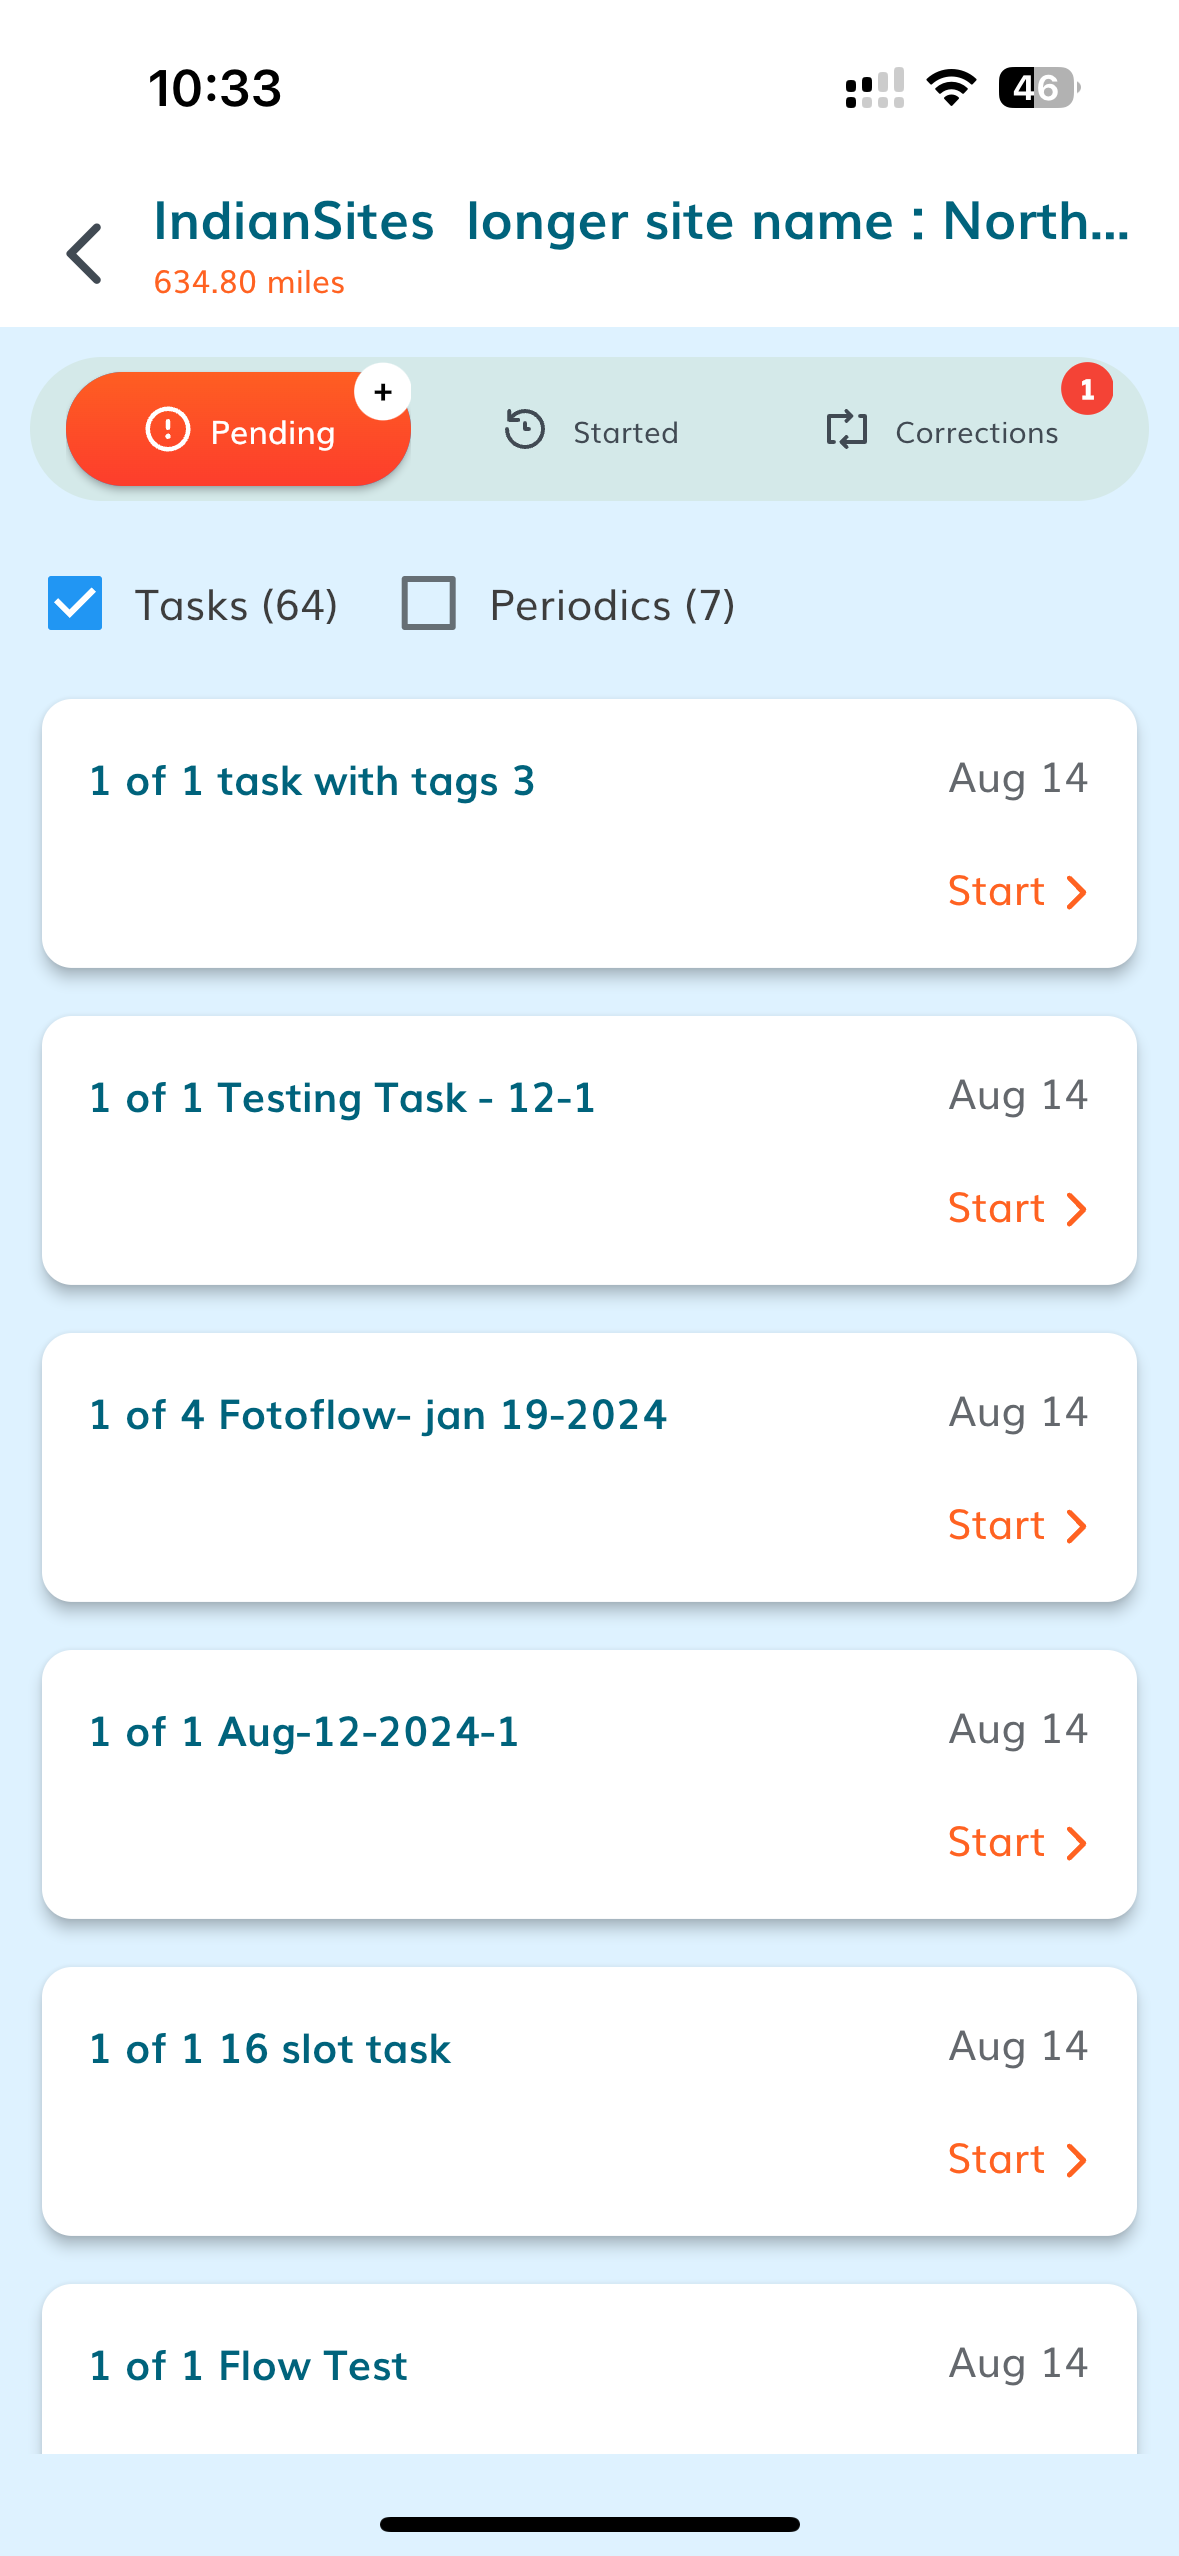 10:33
46
IndianSites  longer site name : North...
634.80 miles
Pending
+
Started
Corrections
1
Tasks (64)
Periodics (7)
1 of 1 task with tags 3
Aug 14
Start
1 of 1 Testing Task - 12-1
Aug 14
Start
1 of 4 Fotoflow- jan 19-2024
Aug 14
Start
1 of 1 Aug-12-2024-1
Aug 14
Start
1 of 1 16 slot task
Aug 14
Start
1 of 1 Flow Test
Aug 14